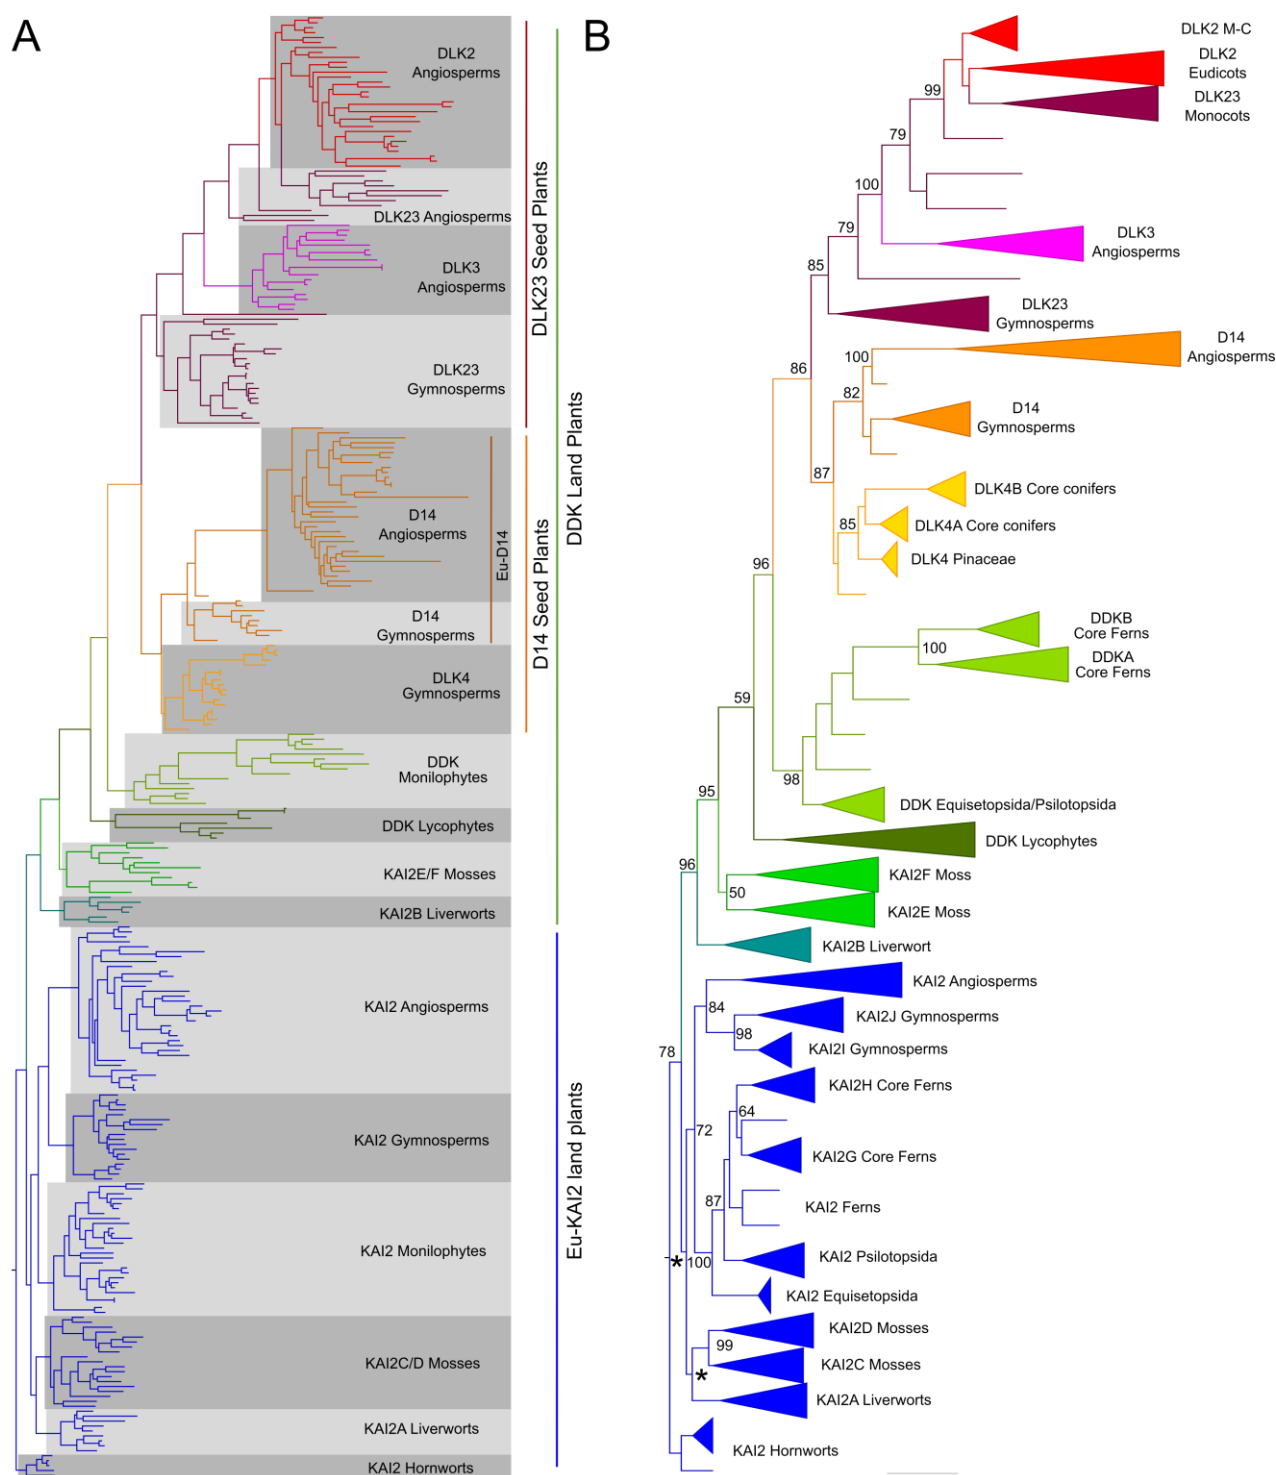 A
DLK2
Angiosperms
DLK23 Angiosperms
DLK3
Angiosperms
DLK23
Gymnosperms
D14
Angiosperms
D14
Gymnosperms
DLK4
Gymnosperms
DDK
Monilophytes
DDK Lycophytes
KAI2E/F Mosses
KAI2B Liverworts
KAI2 Angiosperms
KAI2 Gymnosperms
KAI2 Monilophytes
KAI2C/D Mosses
KAI2A Liverworts
KAI2 Hornworts
Eu-D14
DLK23 Seed Plants
D14 Seed Plants
DDK Land Plants
Eu-KAI2 land plants
B
DLK2 M-C
DLK2
Eudicots
DLK23
Monocots
99
79
100
79
DLK3
Angiosperms
85
DLK23
Gymnosperms
D14
Angiosperms
100
86
82
D14
Gymnosperms
87
DLK4B Core conifers
85
DLK4A Core conifers
DLK4 Pinaceae
96
DDKB
Core Ferns
100
DDKA
Core Ferns
59
98
DDK Equisetopsida/Psilotopsida
95
DDK Lycophytes
96
KAI2F Moss
50
KAI2E Moss
KAI2B Liverwort
KAI2 Angiosperms
84
KAI2J Gymnosperms
98
78
KAI2I Gymnosperms
KAI2H Core Ferns
64
72
KAI2G Core Ferns
87
KAI2 Ferns
*
100
KAI2 Psilotopsida
KAI2 Equisetopsida
KAI2D Mosses
99
*
KAI2C Mosses
KAI2A Liverworts
KAI2 Hornworts